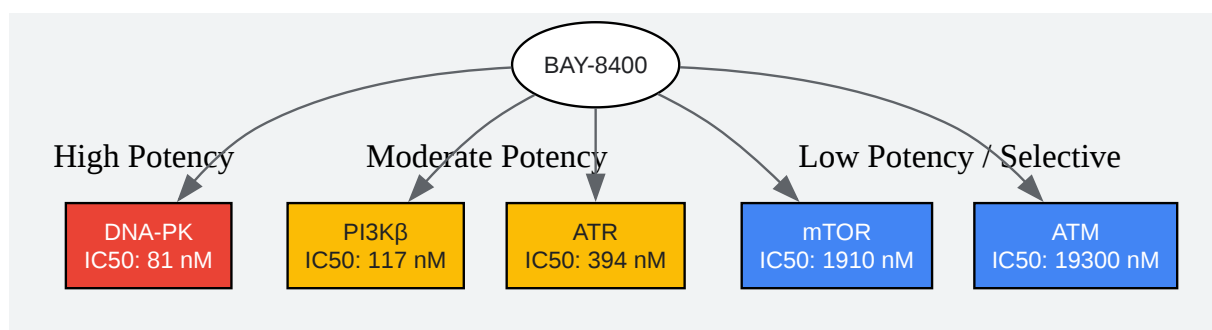 BAY-8400
High Potency
Moderate Potency
Low Potency / Selective
DNA-PK
IC50: 81 nM
PI3Kβ
IC50: 117 nM
ATR
IC50: 394 nM
mTOR
IC50: 1910 nM
ATM
IC50: 19300 nM